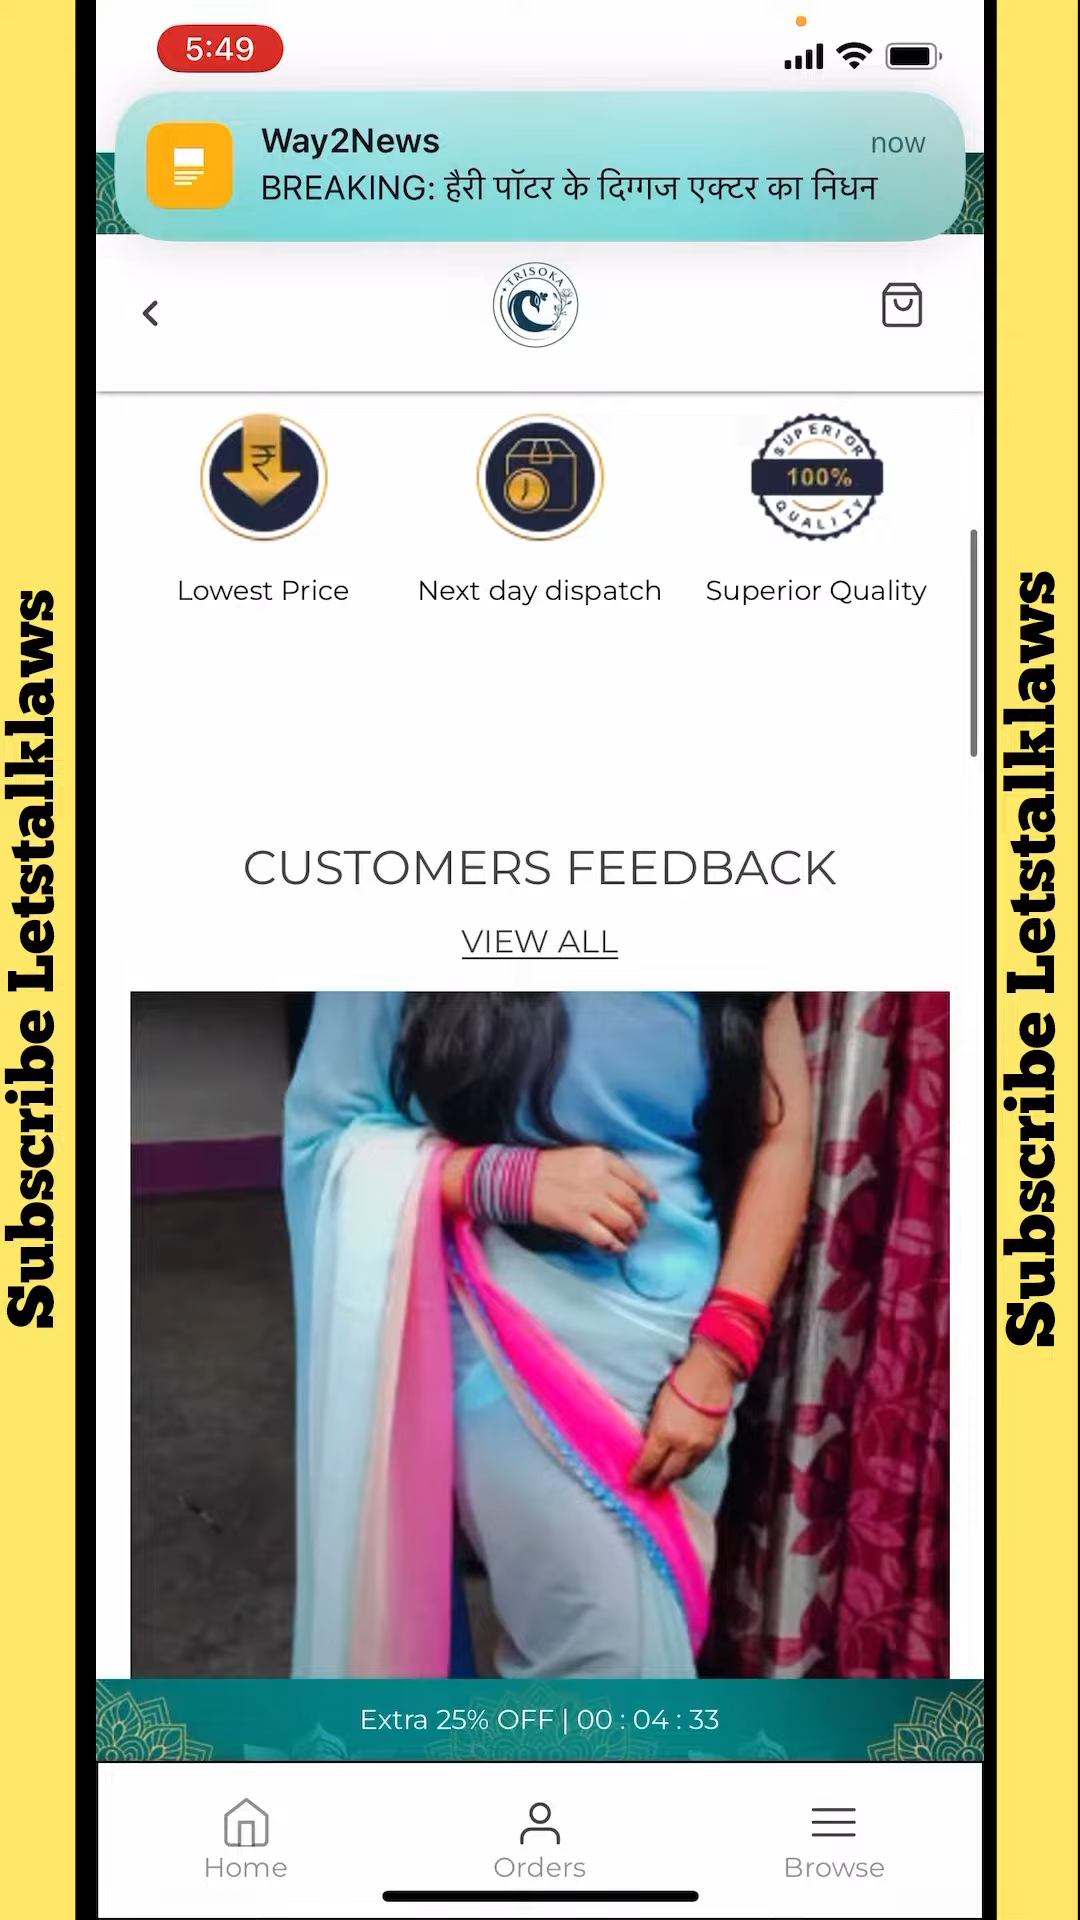 5:49
Way2News
now
BREAKING: हैरी पॉटर के दिग्गज एक्टर का निधन
TRISOKA
₹
SUPERIOR
100%
QUALITY
Lowest Price
Next day dispatch
Superior Quality
CUSTOMERS FEEDBACK
VIEW ALL
Extra 25% OFF | 00 : 04 : 33
Home
Orders
Browse
Subscribe Letstalklaws
Subscribe Letstalklaws